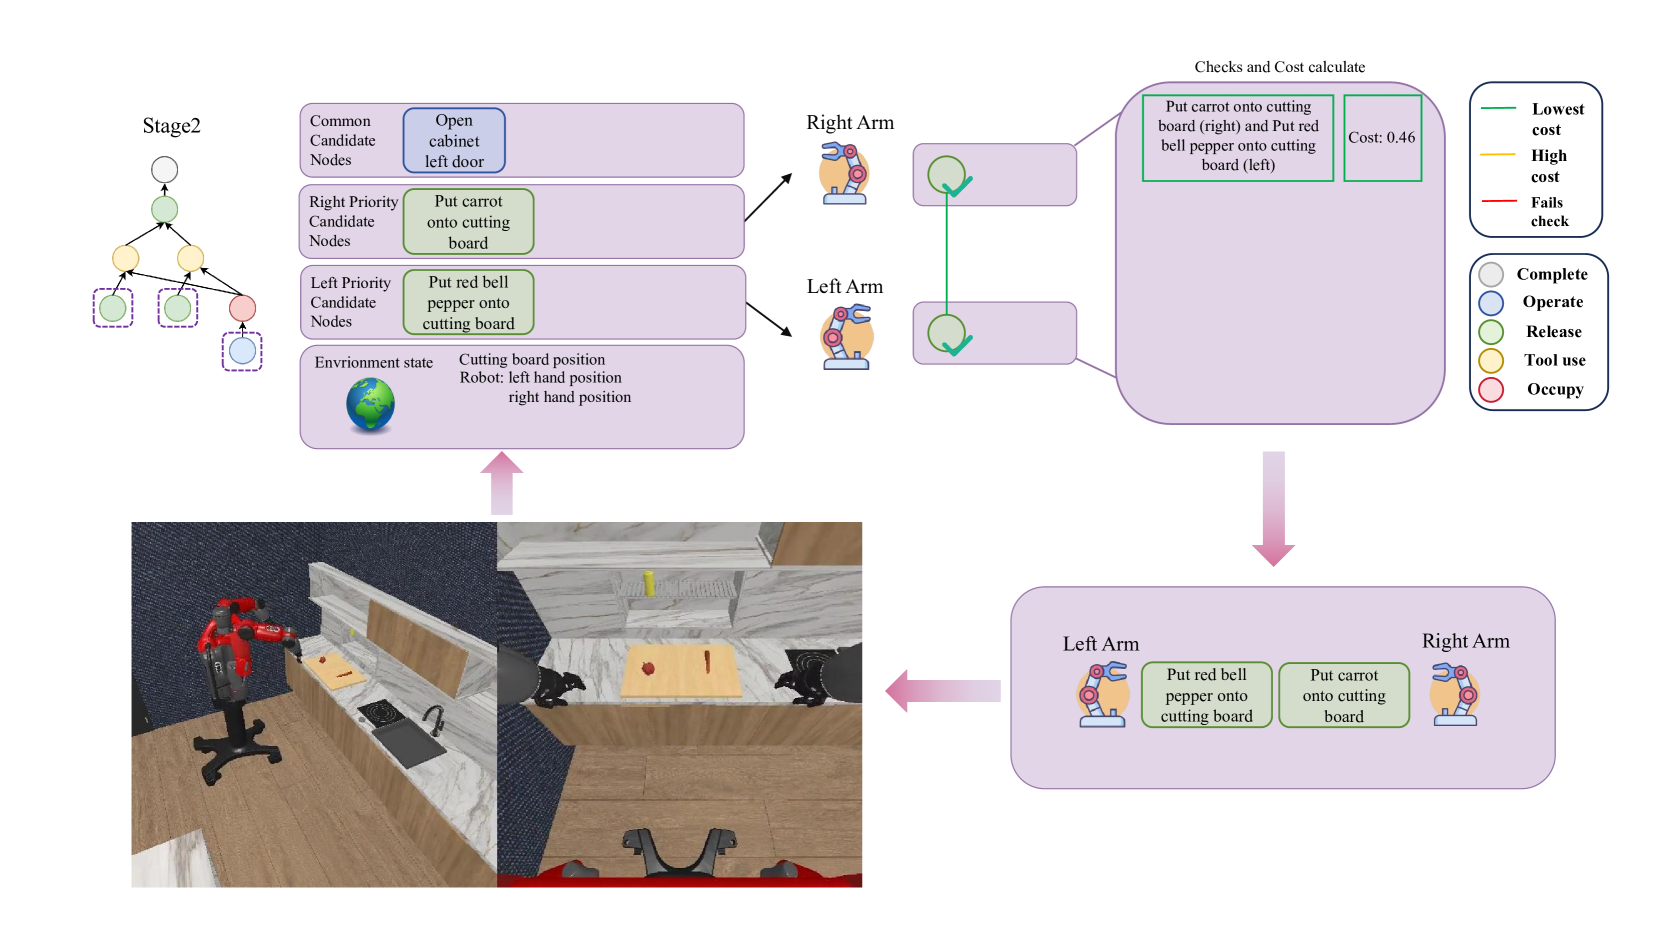 Stage2
Common
Candidate
Nodes
Open
cabinet
left door
Right Priority
Candidate
Nodes
Put carrot
onto cutting
board
Left Priority
Candidate
Nodes
Put red bell
pepper onto
cutting board
Envrionment state
Cutting board position
Robot: left hand position
right hand position
Right Arm
Left Arm
Checks and Cost calculate
Put carrot onto cutting
board (right) and Put red
bell pepper onto cutting
board (left)
Cost: 0.46
Lowest
cost
High
cost
Fails
check
Complete
Operate
Release
Tool use
Occupy
Left Arm
Put red bell
pepper onto
cutting board
Put carrot
onto cutting
board
Right Arm